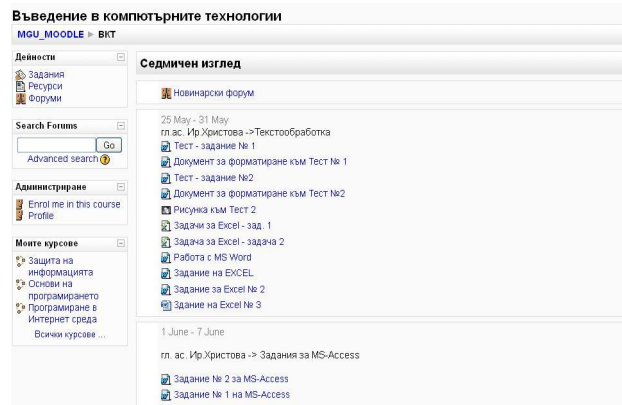 Въведение в компютърните технологии
MGU_MOODLE ► ВКТ
Дейности
Задания
Ресурси
Форуми
Search Forums
Go
Advanced search
Администриране
Enrol me in this course
Profile
Моите курсове
Защита на
информацията
Основи на
програмирането
Програмиране в
Интернет среда
Всички курсове ...
Седмичен изглед
Новинарски форум
25 May - 31 May
гл.ас. Ир.Христова ->Текстообработка
Тест - задание № 1
Документ за форматиране към Тест № 1
Тест - задание №2
Документ за форматиране към Тест №2
Рисунка към Тест 2
Задачи за Excel - зад. 1
Задача за Excel - задача 2
Работа с MS Word
Задание на EXCEL
Задание за Excel № 2
Здание на Excel № 3
1 June - 7 June
гл. ас. Ир.Христова -> Задания за MS-Access
Задание № 2 за MS-Access
Задание № 1 на MS-Access